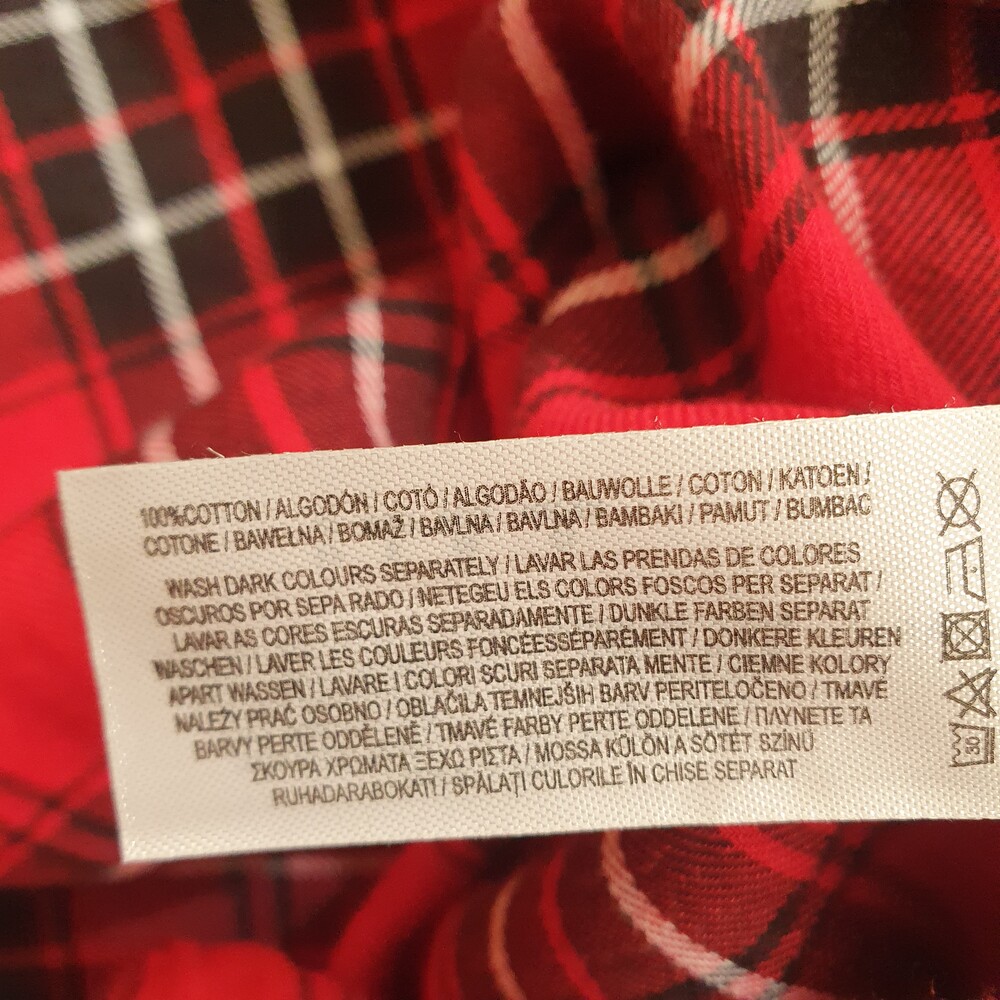 100%COTTON / ALGODÓN / COTÓ / ALGODÃO / BAUWOLLE / COTON / KATOEN /
COTONE / BAWEŁNA / BOMAŽ / BAVLNA / BAVLNA / BAMBAKI / PAMUT / BUMBAC
WASH DARK COLOURS SEPARATELY / LAVAR LAS PRENDAS DE COLORES
OSCUROS POR SEPA RADO / NETEGEU ELS COLORS FOSCOS PER SEPARAT /
LAVAR AS CORES ESCURAS SEPARADAMENTE / DUNKLE FARBEN SEPARAT
WASCHEN / LAVER LES COULEURS FONCÉESSÉPARÉMENT / DONKERE KLEUREN
APART WASSEN / LAVARE I COLORI SCURI SEPARATA MENTE / CIEMNE KOLORY
NALEŻY PRAĆ OSOBNO / OBLAČILA TEMNEJŠIH BARV PERITELOČENO / TMAVÉ
BARVY PERTE ODDĚLENĚ / TMAVÉ FARBY PERTE ODDELENE / ΠΛΥΝΕΤΕ ΤΑ
ΣΚΟΥΡΑ ΧΡΩΜΑΤΑ ΞΕΧΩ ΡΙΣΤΑ / MOSSA KÜLÖN A SÖTÉT SZÍNŰ
RUHADARABOKAT! / SPĂLAȚI CULORILE ÎN CHISE SEPARAT
30